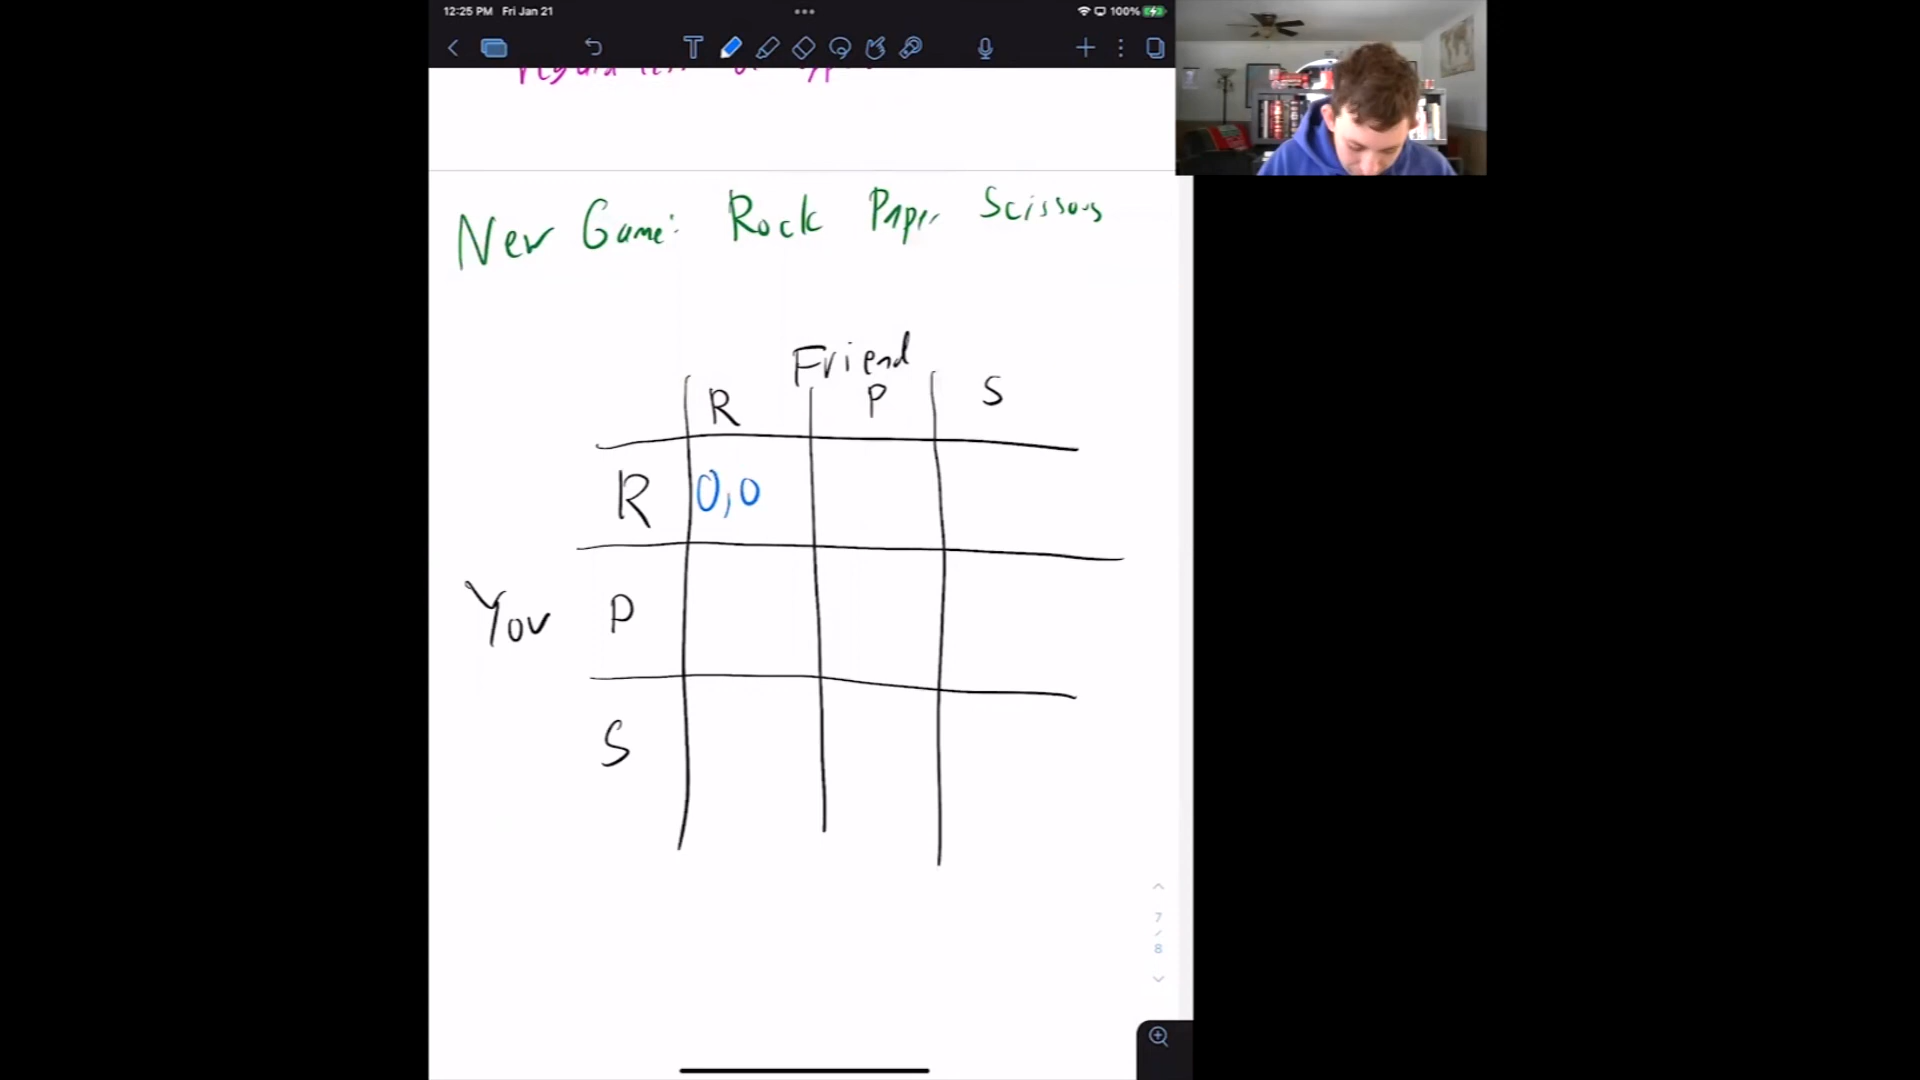 12:25 PM Fri Jan 21
100%
T
New Game: Rock Paper Scissors
Friend
R P S
R 0,0
You P
S
7
/
8